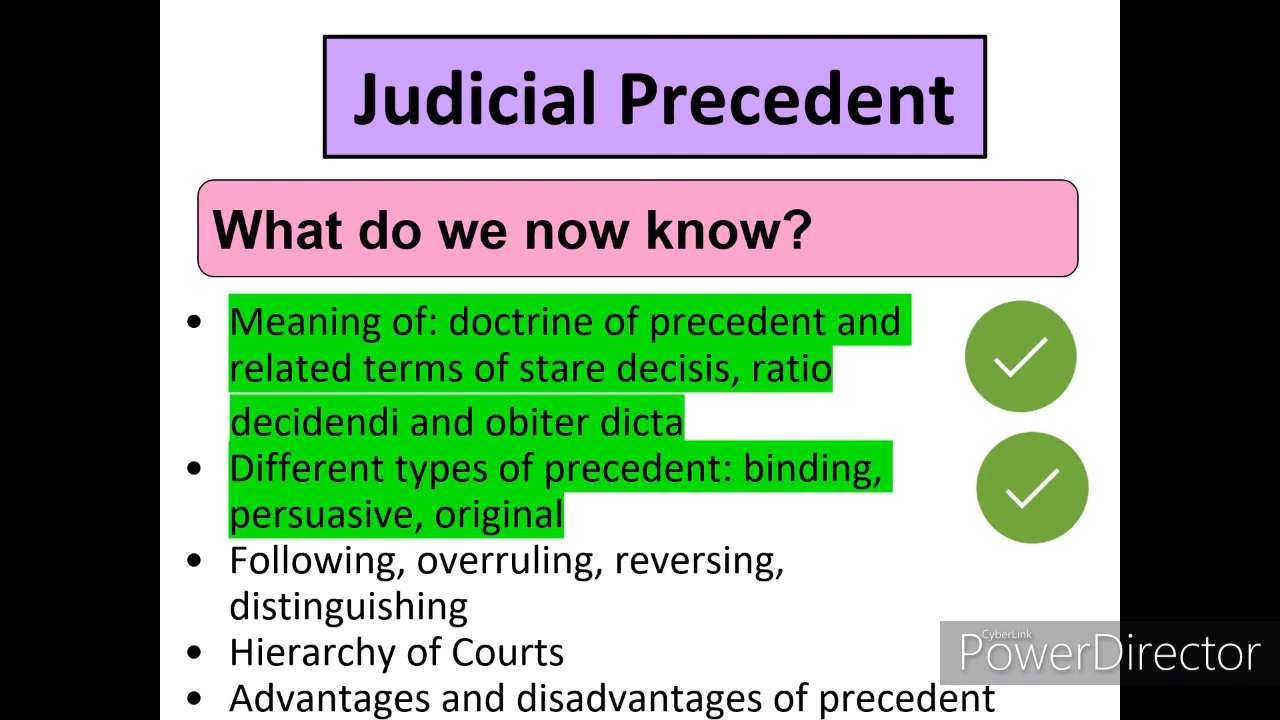 Judicial Precedent
What do we now know?
• Meaning of: doctrine of precedent and
related terms of stare decisis, ratio
decidendi and obiter dicta
• Different types of precedent: binding,
persuasive, original
• Following, overruling, reversing,
distinguishing
• Hierarchy of Courts
• Advantages and disadvantages of precedent
CyberLink
PowerDirector